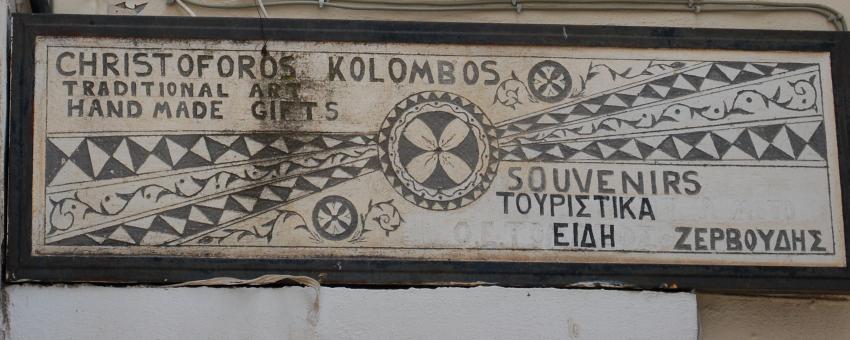 CHRISTOFOROS KOLOMBOS
TRADITIONAL ART
HAND MADE GIFTS
SOUVENIRS
ΤΟΥΡΙΣΤΙΚΑ
ΕΙΔΗ ΖΕΡΒΟΥΔΗΣ